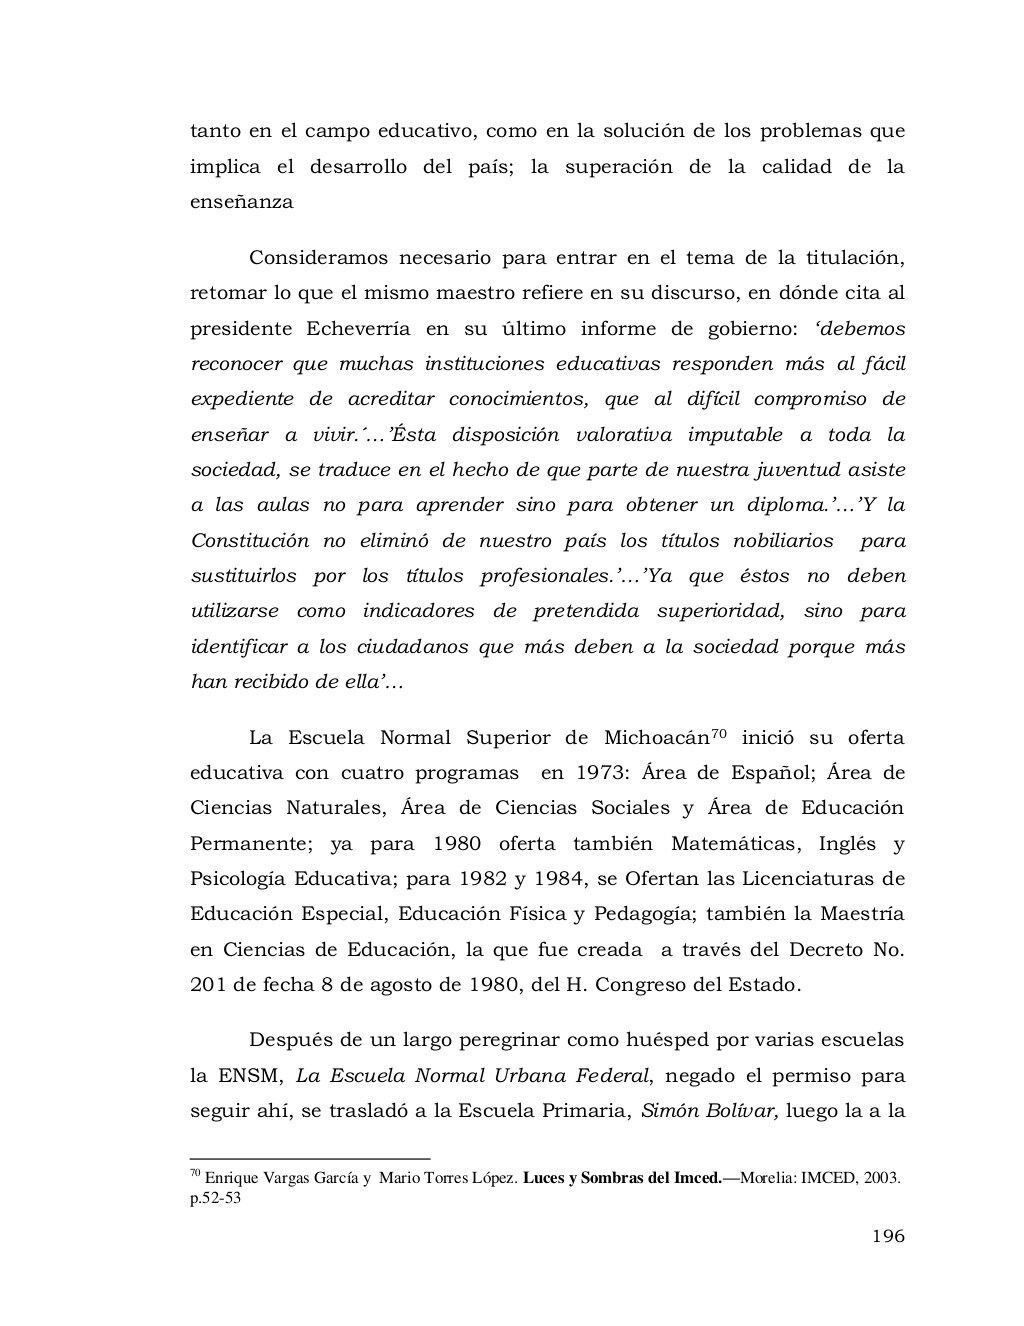 tanto en el campo educativo, como en la solución de los problemas que
implica el desarrollo del país; la superación de la calidad de la
enseñanza
Consideramos necesario para entrar en el tema de la titulación,
retomar lo que el mismo maestro refiere en su discurso, en dónde cita al
presidente Echeverría en su último informe de gobierno: ‘debemos
reconocer que muchas instituciones educativas responden más al fácil
expediente de acreditar conocimientos, que al difícil compromiso de
enseñar a vivir.´…’Ésta disposición valorativa imputable a toda la
sociedad, se traduce en el hecho de que parte de nuestra juventud asiste
a las aulas no para aprender sino para obtener un diploma.’…’Y la
Constitución no eliminó de nuestro país los títulos nobiliarios para
sustituirlos por los títulos profesionales.’…’Ya que éstos no deben
utilizarse como indicadores de pretendida superioridad, sino para
identificar a los ciudadanos que más deben a la sociedad porque más
han recibido de ella’…
La Escuela Normal Superior de Michoacán70 inició su oferta
educativa con cuatro programas en 1973: Área de Español; Área de
Ciencias Naturales, Área de Ciencias Sociales y Área de Educación
Permanente; ya para 1980 oferta también Matemáticas, Inglés y
Psicología Educativa; para 1982 y 1984, se Ofertan las Licenciaturas de
Educación Especial, Educación Física y Pedagogía; también la Maestría
en Ciencias de Educación, la que fue creada a través del Decreto No.
201 de fecha 8 de agosto de 1980, del H. Congreso del Estado.
Después de un largo peregrinar como huésped por varias escuelas
la ENSM, La Escuela Normal Urbana Federal, negado el permiso para
seguir ahí, se trasladó a la Escuela Primaria, Simón Bolívar, luego la a la
70 Enrique Vargas García y Mario Torres López. Luces y Sombras del Imced.—Morelia: IMCED, 2003.
p.52-53
196